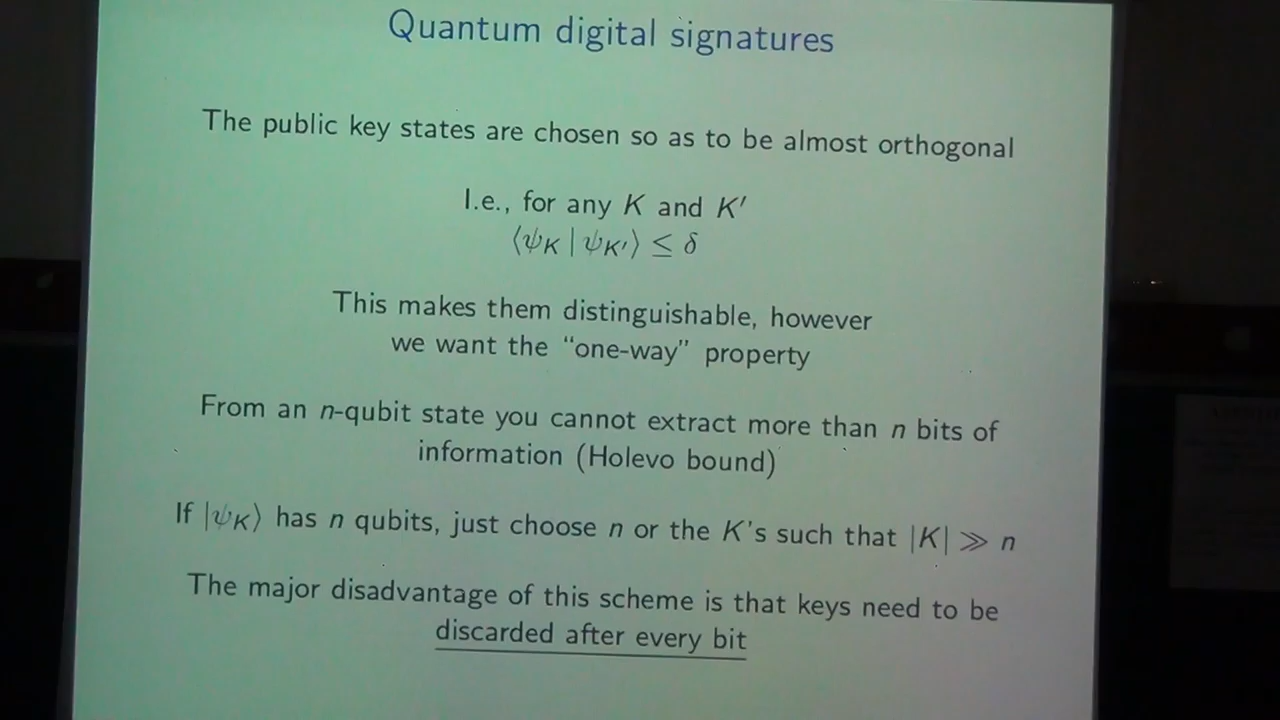 Quantum digital signatures
The public key states are chosen so as to be almost orthogonal
I.e., for any K and K′
⟨ψK | ψK′⟩ ≤ δ
This makes them distinguishable, however
we want the “one-way” property
From an n-qubit state you cannot extract more than n bits of
information (Holevo bound)
If |ψK⟩ has n qubits, just choose n or the K's such that |K| ≫ n
The major disadvantage of this scheme is that keys need to be
discarded after every bit